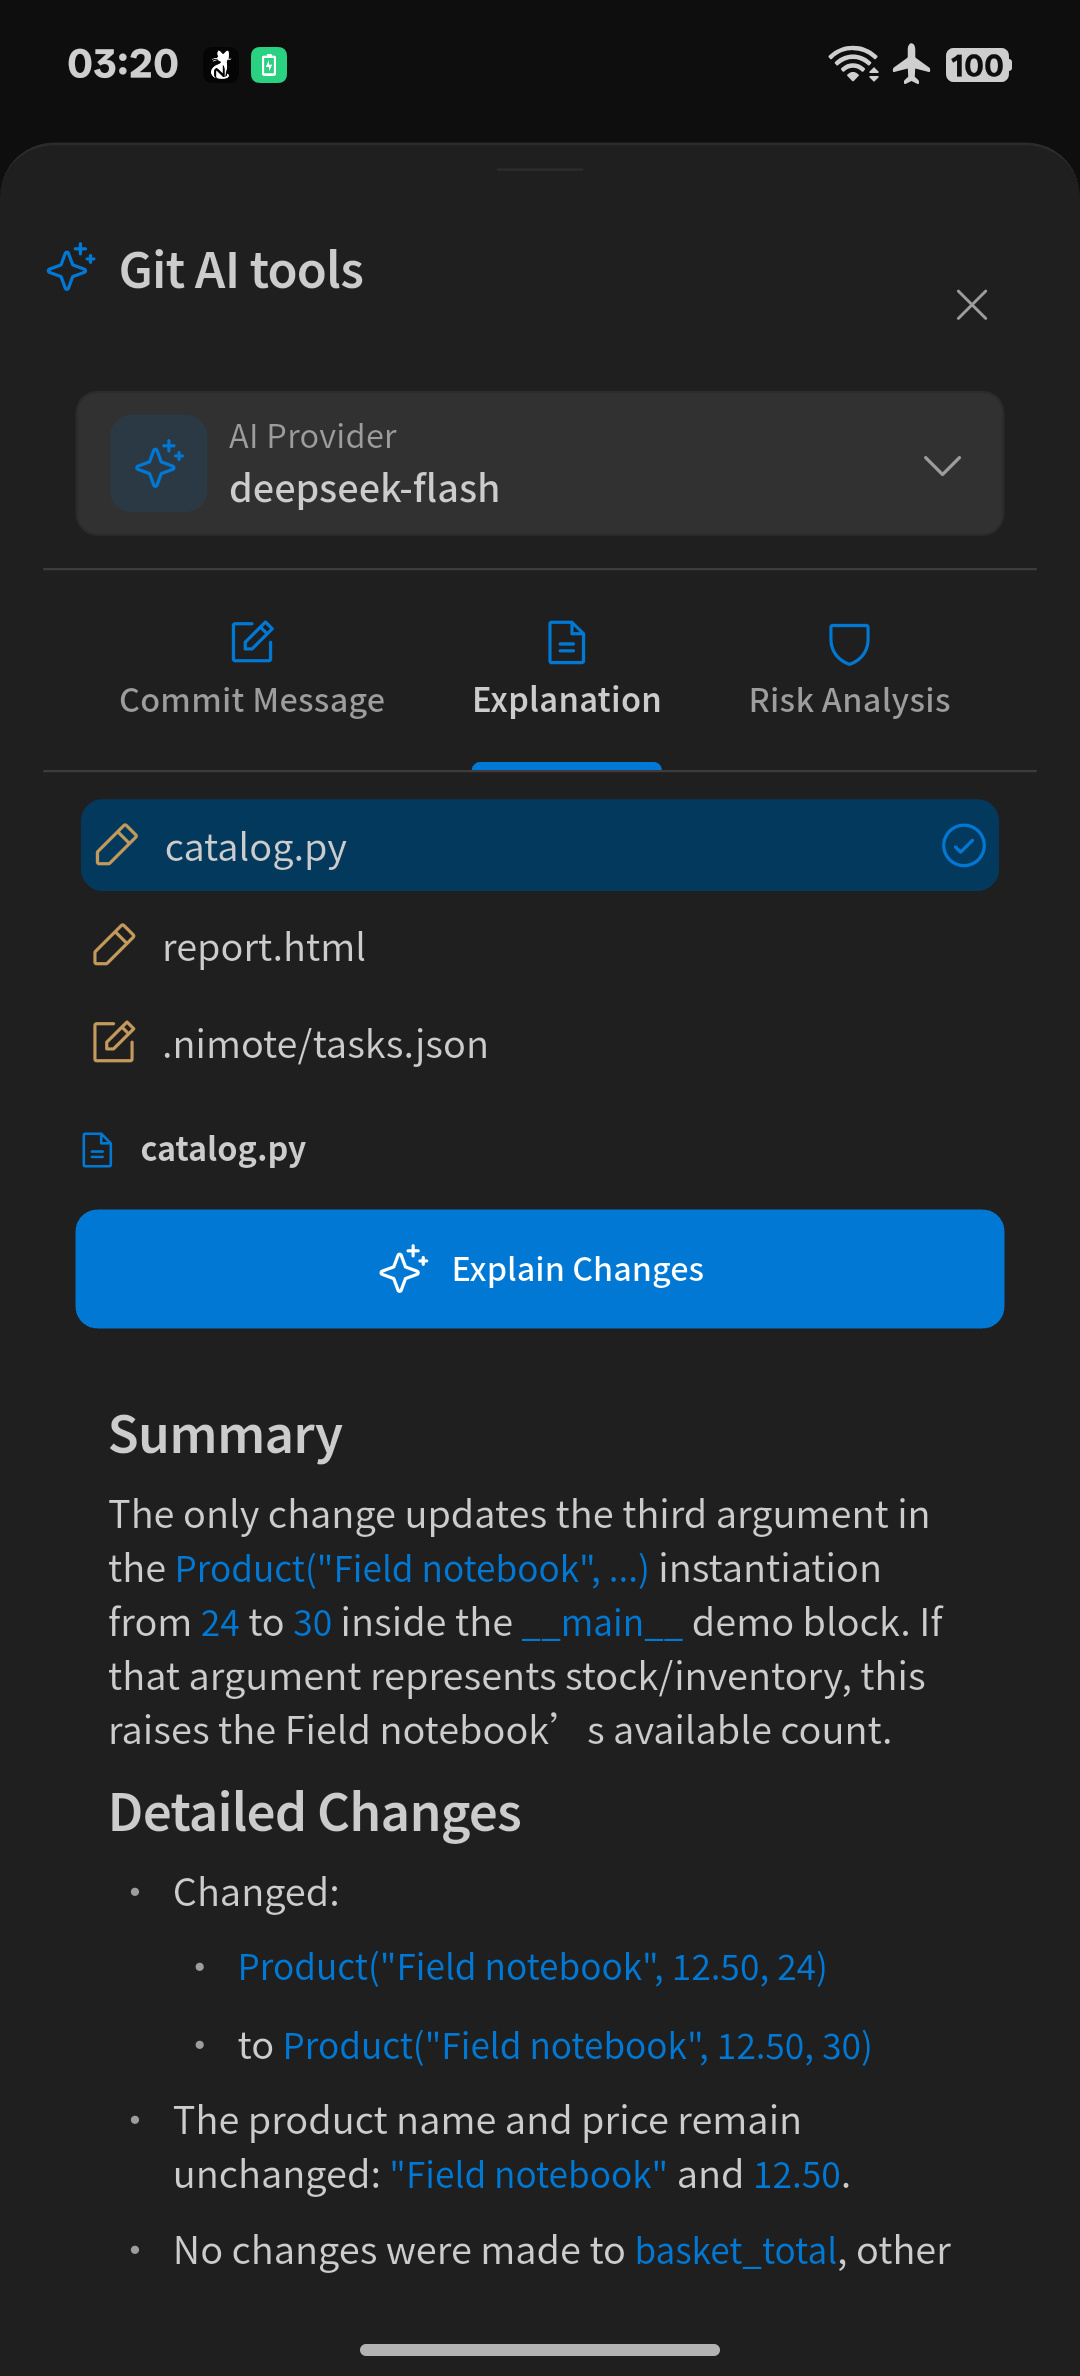 03:20
100
Git AI tools
AI Provider
deepseek-flash
Commit Message
Explanation
Risk Analysis
catalog.py
report.html
.nimote/tasks.json
catalog.py
Explain Changes
Summary
The only change updates the third argument in
the Product("Field notebook", ...) instantiation
from 24 to 30 inside the __main__ demo block. If
that argument represents stock/inventory, this
raises the Field notebook’s available count.
Detailed Changes
• Changed:
• Product("Field notebook", 12.50, 24)
• to Product("Field notebook", 12.50, 30)
• The product name and price remain
unchanged: "Field notebook" and 12.50.
• No changes were made to basket_total, other